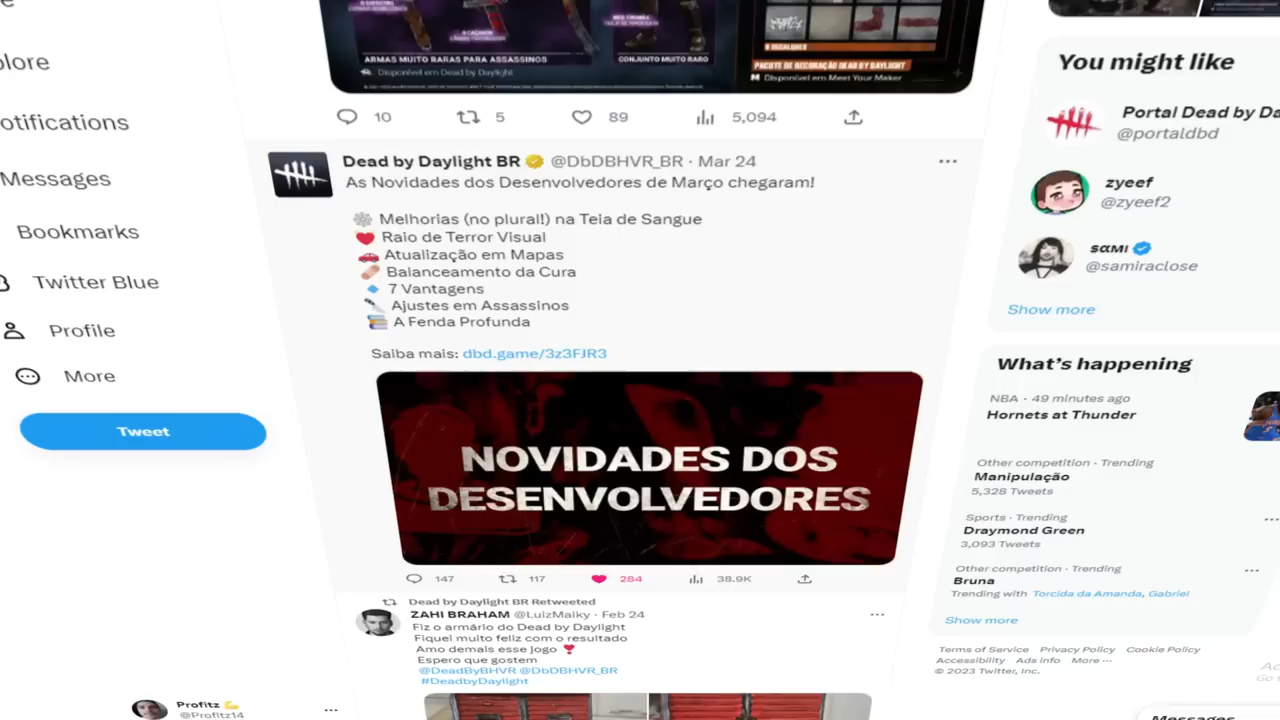 O CAÇADOR
ARMAS MUITO RARAS PARA ASSASSINOS
CONJUNTO MUITO RARO
Disponível em Dead by Daylight
8 DECALQUES
PACOTE DE DECORAÇÃO DEAD BY DAYLIGHT
Disponível em Meet Your Maker
10 5 89 5,094
Dead by Daylight BR @DbDBHVR_BR · Mar 24
As Novidades dos Desenvolvedores de Março chegaram!
🕸️ Melhorias (no plural!) na Teia de Sangue
❤️ Raio de Terror Visual
🚗 Atualização em Mapas
🩹 Balanceamento da Cura
🔹 7 Vantagens
🔪 Ajustes em Assassinos
📚 A Fenda Profunda
Saiba mais: dbd.game/3z3FJR3
NOVIDADES DOS
DESENVOLVEDORES
147 117 284 38.9K
Dead by Daylight BR Retweeted
ZAHI BRAHAM @LuizMaiky · Feb 24
Fiz o armário do Dead by Daylight
Fiquei muito feliz com o resultado
Amo demais esse jogo ❣️
Espero que gostem
@DeadByBHVR @DbDBHVR_BR
#DeadbyDaylight
plore
otifications
Messages
Bookmarks
Twitter Blue
Profile
More
Tweet
Profitz 💪
@Profitz14
You might like
Portal Dead by Da
@portaldbd
zyeef
@zyeef2
sαмı
@samiraclose
Show more
What's happening
NBA · 49 minutes ago
Hornets at Thunder
Other competition · Trending
Manipulação
5,328 Tweets
Sports · Trending
Draymond Green
3,093 Tweets
Other competition · Trending
Bruna
Trending with Torcida da Amanda, Gabriel
Show more
Terms of Service Privacy Policy Cookie Policy
Accessibility Ads info More ···
© 2023 Twitter, Inc.
Ac
Go t
Messages